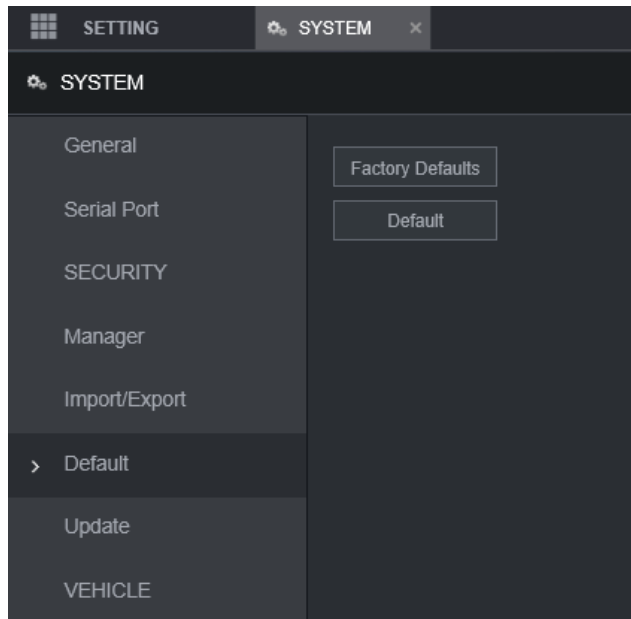 SETTING
SYSTEM ×
SYSTEM
General
Serial Port
SECURITY
Manager
Import/Export
Default
Update
VEHICLE
Factory Defaults
Default